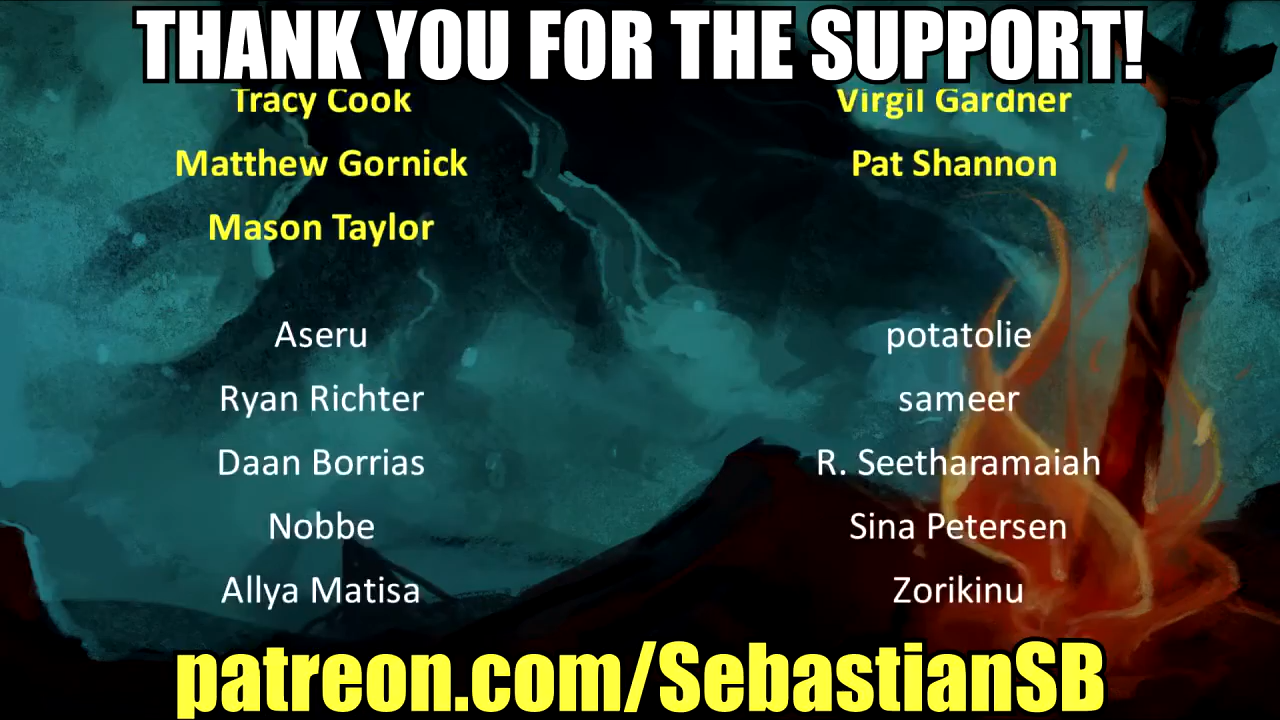 THANK YOU FOR THE SUPPORT!
Tracy Cook
Virgil Gardner
Matthew Gornick
Pat Shannon
Mason Taylor
Aseru
potatolie
Ryan Richter
sameer
Daan Borrias
R. Seetharamaiah
Nobbe
Sina Petersen
Allya Matisa
Zorikinu
patreon.com/SebastianSB